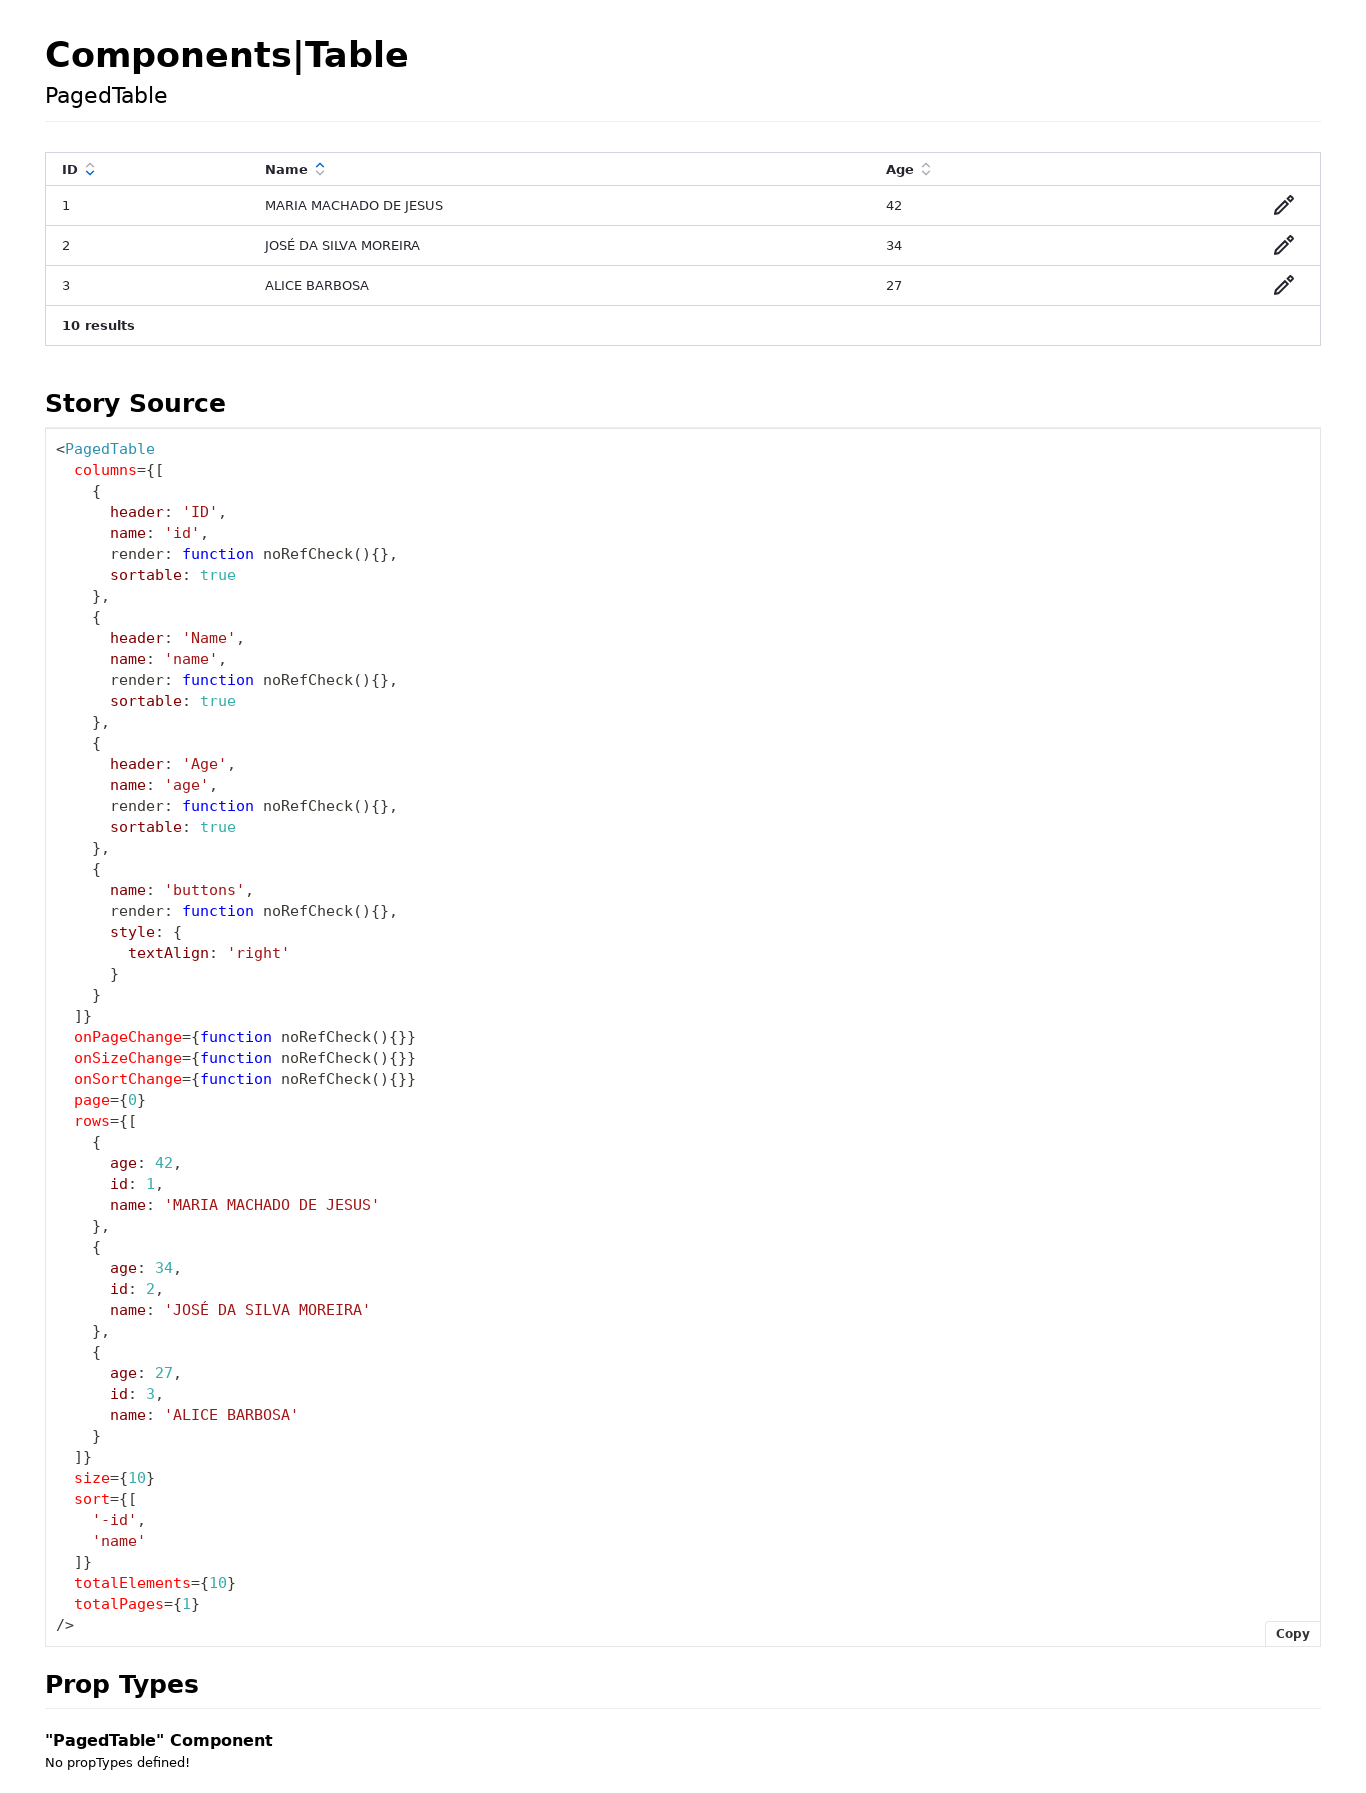 Components|Table
PagedTable
ID Name Age
1 MARIA MACHADO DE JESUS 42
2 JOSÉ DA SILVA MOREIRA 34
3 ALICE BARBOSA 27
10 results
Story Source
<PagedTable
  columns={[
    {
      header: 'ID',
      name: 'id',
      render: function noRefCheck(){},
      sortable: true
    },
    {
      header: 'Name',
      name: 'name',
      render: function noRefCheck(){},
      sortable: true
    },
    {
      header: 'Age',
      name: 'age',
      render: function noRefCheck(){},
      sortable: true
    },
    {
      name: 'buttons',
      render: function noRefCheck(){},
      style: {
        textAlign: 'right'
      }
    }
  ]}
  onPageChange={function noRefCheck(){}}
  onSizeChange={function noRefCheck(){}}
  onSortChange={function noRefCheck(){}}
  page={0}
  rows={[
    {
      age: 42,
      id: 1,
      name: 'MARIA MACHADO DE JESUS'
    },
    {
      age: 34,
      id: 2,
      name: 'JOSÉ DA SILVA MOREIRA'
    },
    {
      age: 27,
      id: 3,
      name: 'ALICE BARBOSA'
    }
  ]}
  size={10}
  sort={[
    '-id',
    'name'
  ]}
  totalElements={10}
  totalPages={1}
/>
Copy
Prop Types
"PagedTable" Component
No propTypes defined!